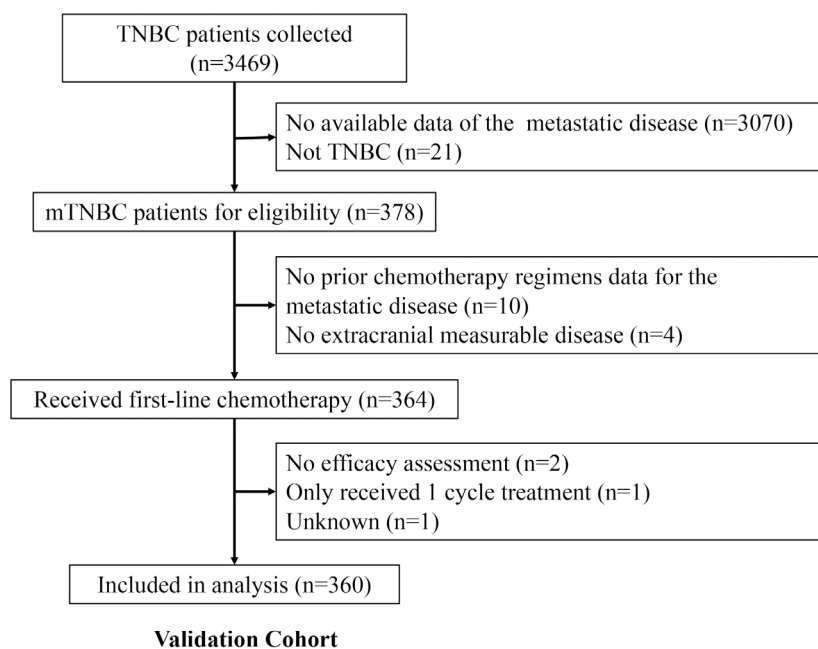 TNBC patients collected
(n=3469)
No available data of the metastatic disease (n=3070)
Not TNBC (n=21)
mTNBC patients for eligibility (n=378)
No prior chemotherapy regimens data for the
metastatic disease (n=10)
No extracranial measurable disease (n=4)
Received first-line chemotherapy (n=364)
No efficacy assessment (n=2)
Only received 1 cycle treatment (n=1)
Unknown (n=1)
Included in analysis (n=360)
Validation Cohort